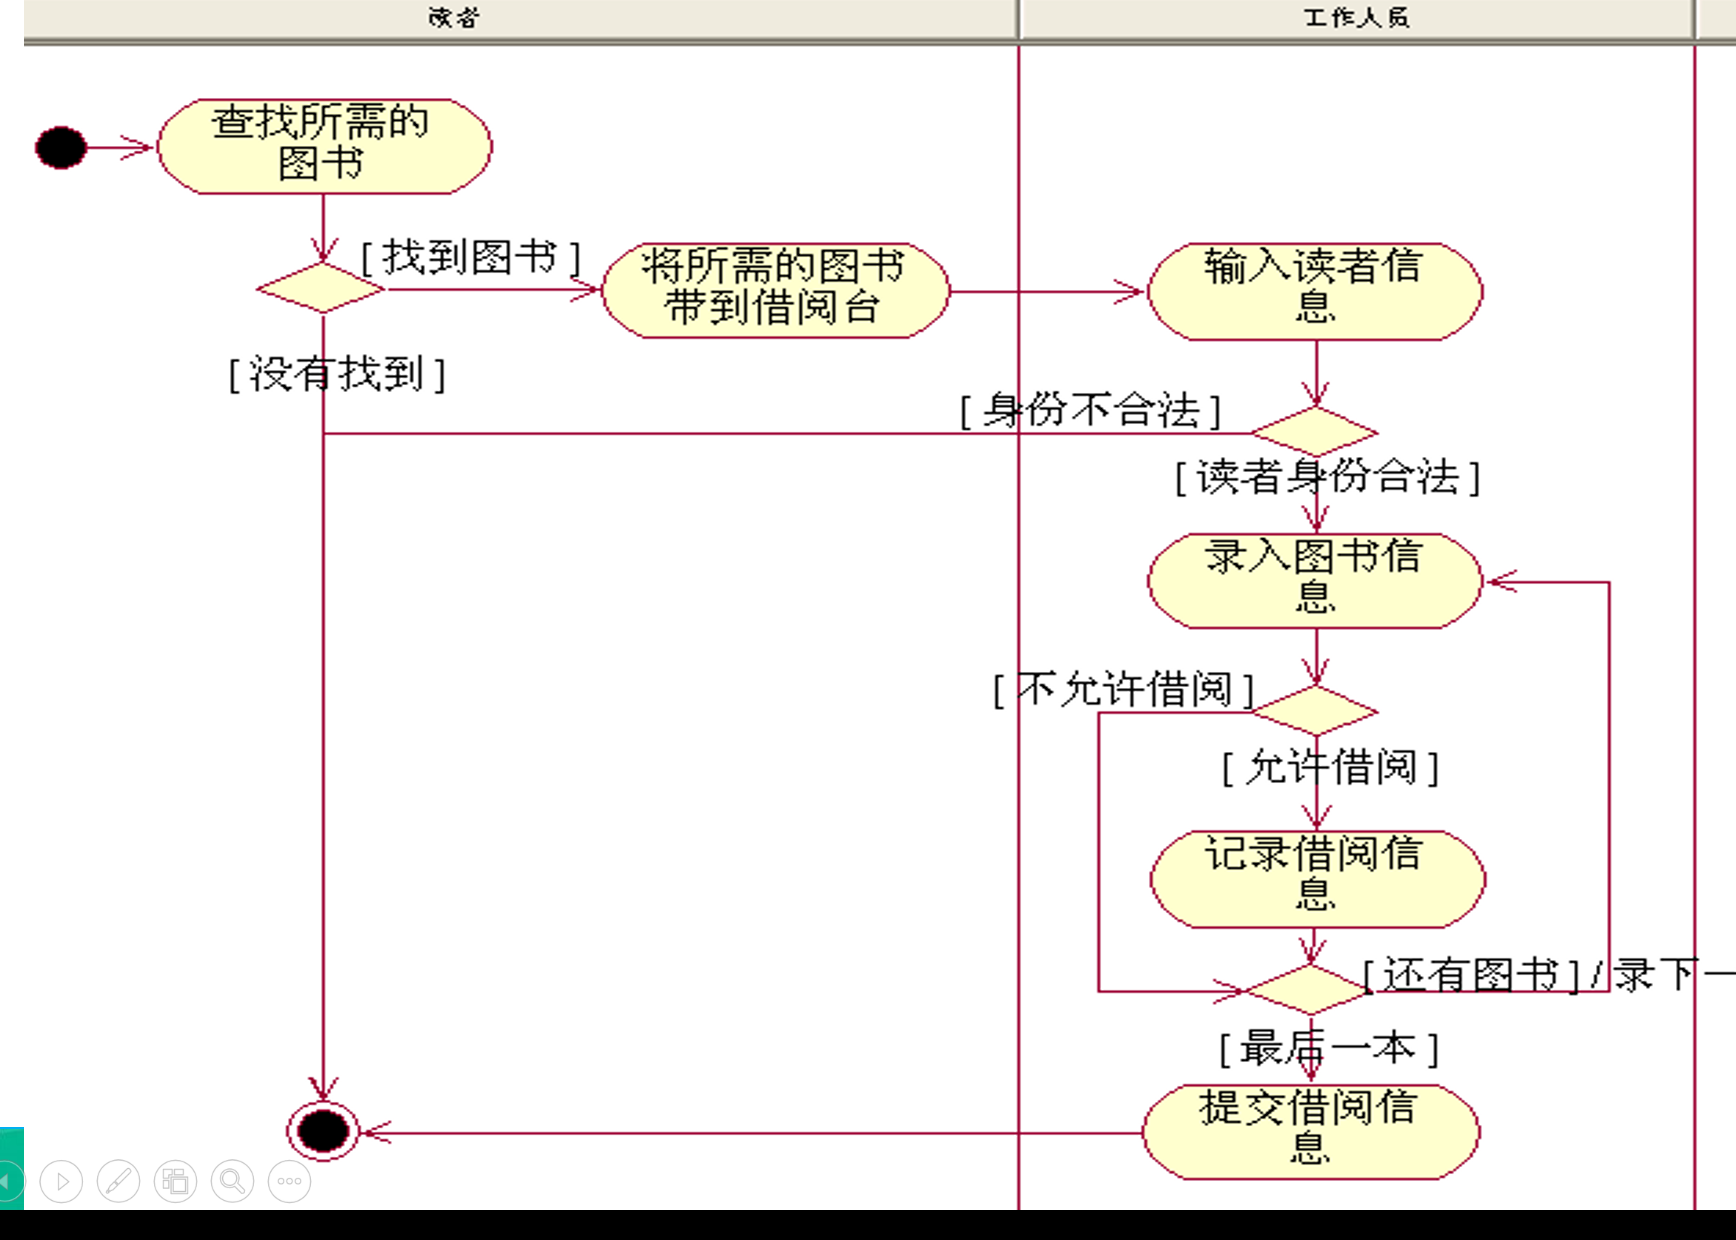 读者
工作人员
查找所需的
图书
[找到图书]
将所需的图书
带到借阅台
输入读者信
息
[没有找到]
[身份不合法]
[读者身份合法]
录入图书信
息
[不允许借阅]
[允许借阅]
记录借阅信
息
[还有图书]/录下一
[最后一本]
提交借阅信
息